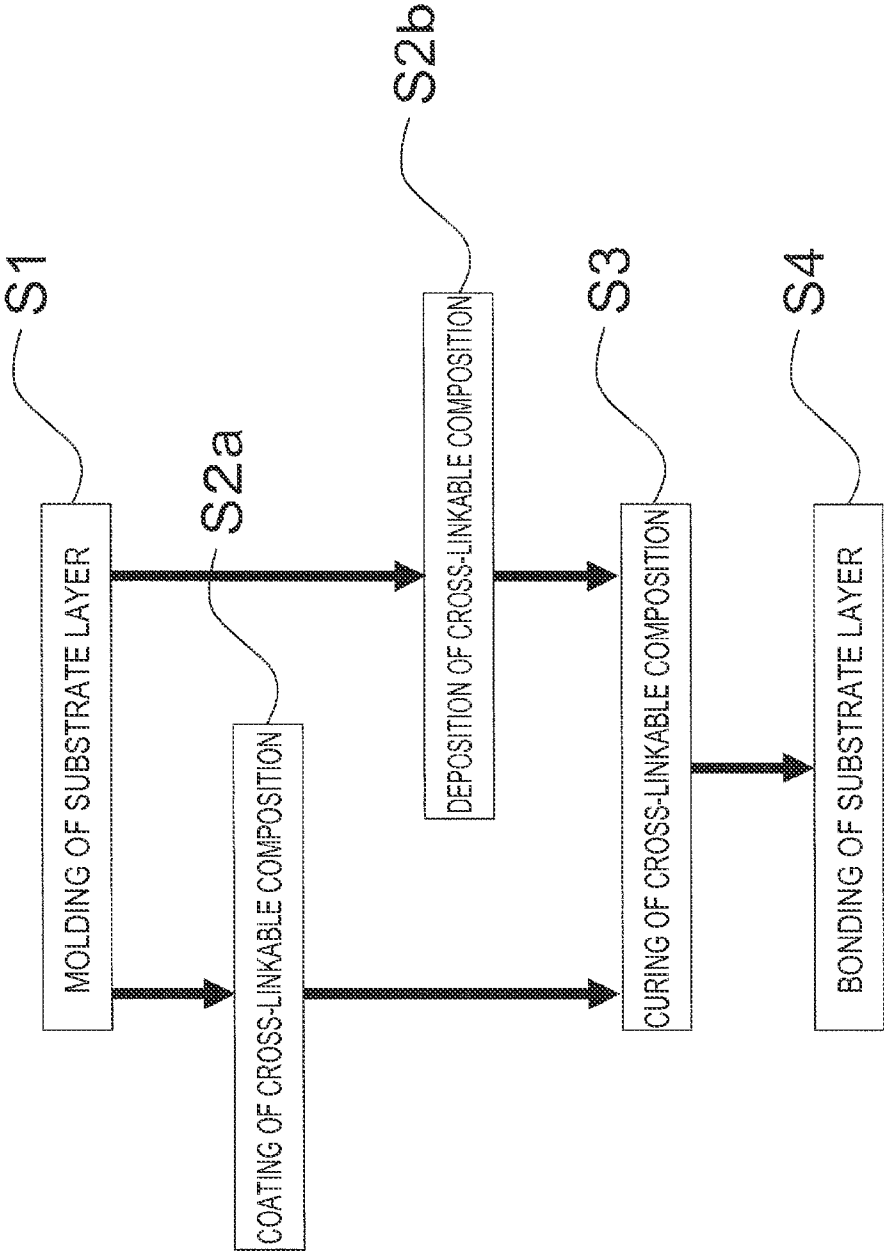 S1
MOLDING OF SUBSTRATE LAYER
S2a
COATING OF CROSS-LINKABLE COMPOSITION
S2b
DEPOSITION OF CROSS-LINKABLE COMPOSITION
S3
CURING OF CROSS-LINKABLE COMPOSITION
S4
BONDING OF SUBSTRATE LAYER